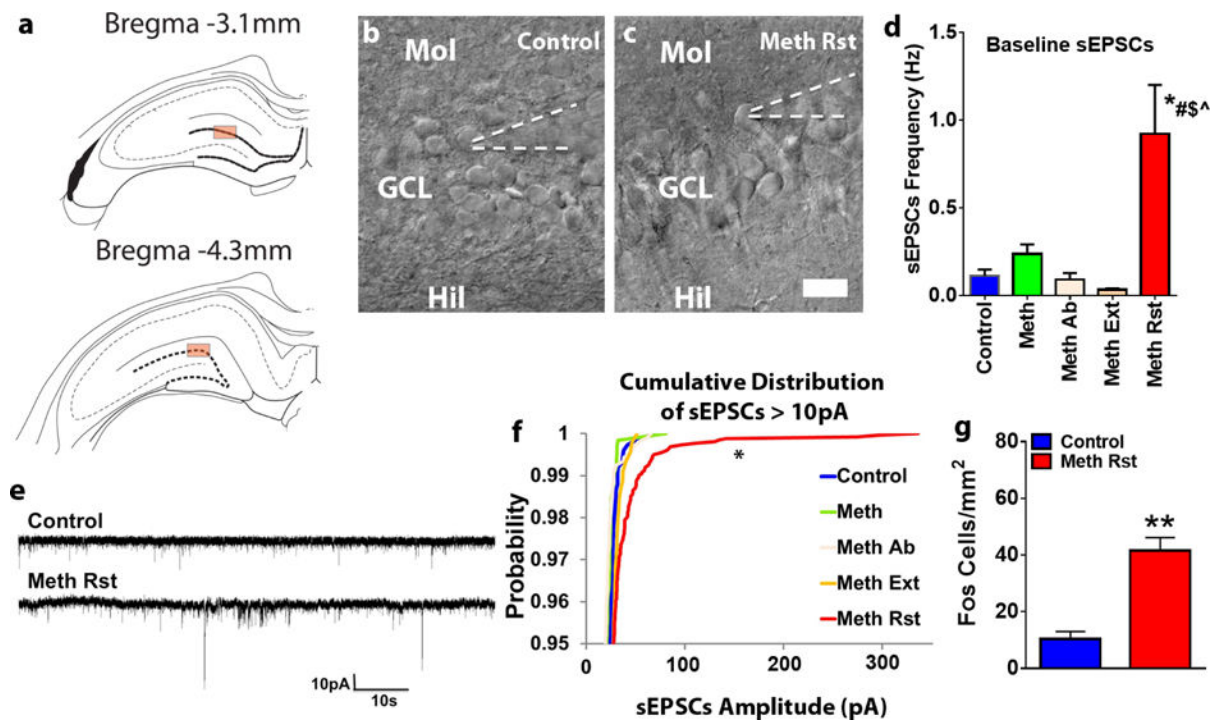 a
Bregma -3.1mm
Bregma -4.3mm
b
Mol
Control
GCL
Hil
c
Mol
Meth Rst
GCL
Hil
d
Baseline sEPSCs
sEPSCs Frequency (Hz)
1.5
1.0
0.5
0.0
*#$^
Control
Meth
Meth Ab
Meth Ext
Meth Rst
e
Control
Meth Rst
10pA
10s
f
Cumulative Distribution
of sEPSCs > 10pA
Probability
1
0.99
0.98
0.97
0.96
0.95
*
Control
Meth
Meth Ab
Meth Ext
Meth Rst
0
100
200
300
sEPSCs Amplitude (pA)
g
Control
Meth Rst
Fos Cells/mm2
80
60
40
20
0
**